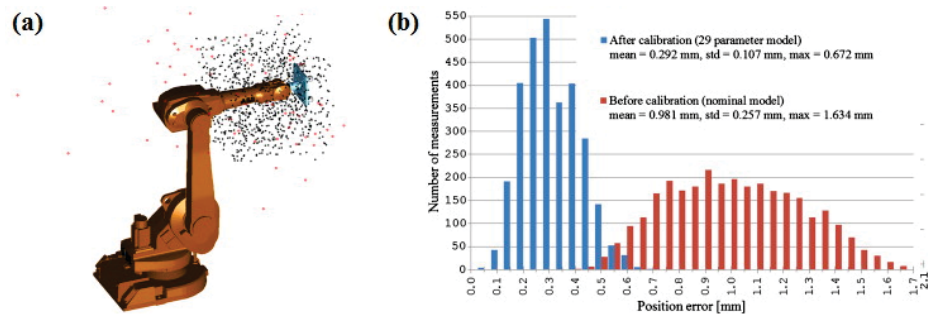 (a)
(b)
550
500
450
400
350
300
250
200
150
100
50
0
Number of measurements
After calibration (29 parameter model)
mean = 0.292 mm, std = 0.107 mm, max = 0.672 mm
Before calibration (nominal model)
mean = 0.981 mm, std = 0.257 mm, max = 1.634 mm
0.0 0.1 0.2 0.3 0.4 0.5 0.6 0.7 0.8 0.9 1.0 1.1 1.2 1.3 1.4 1.5 1.6 1.7 2.1
Position error [mm]